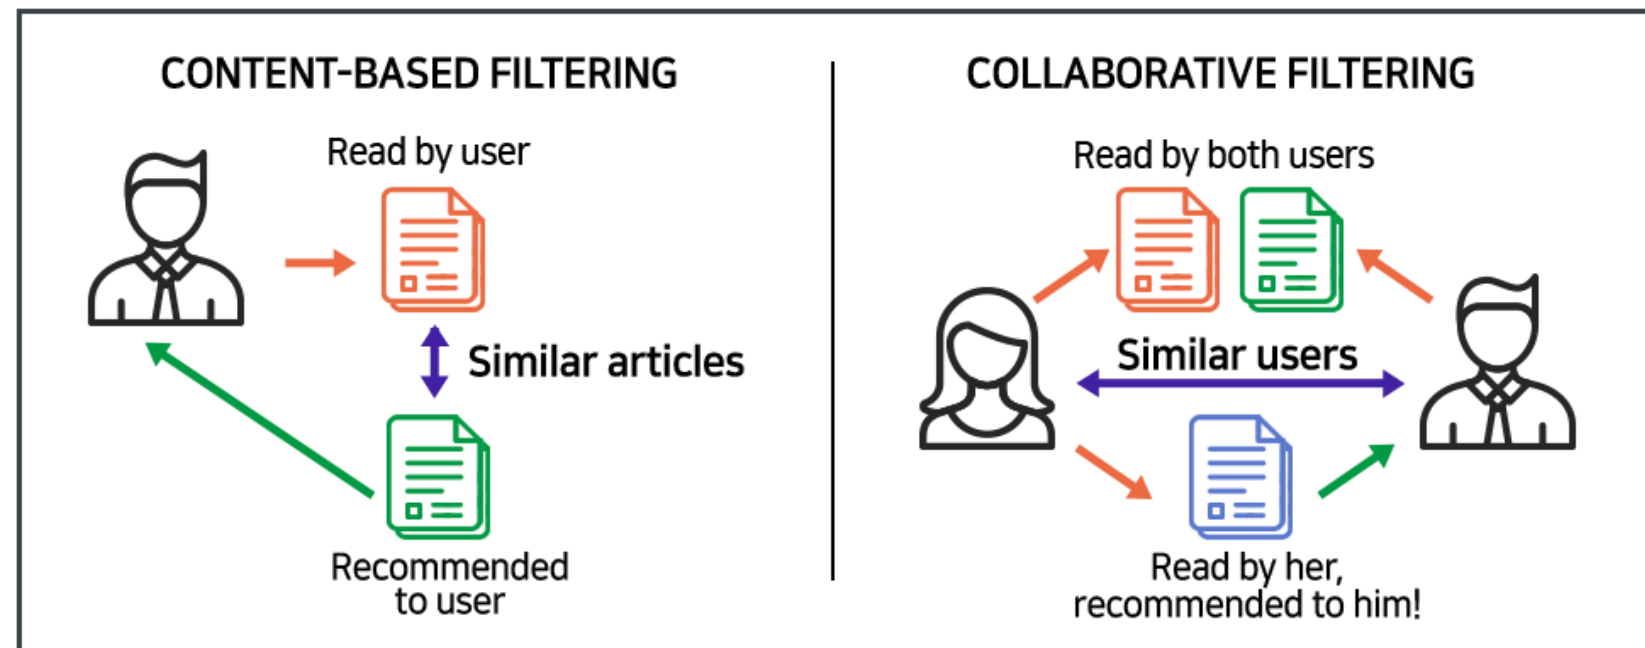 CONTENT-BASED FILTERING
Read by user
Similar articles
Recommended
to user
COLLABORATIVE FILTERING
Read by both users
Similar users
Read by her,
recommended to him!